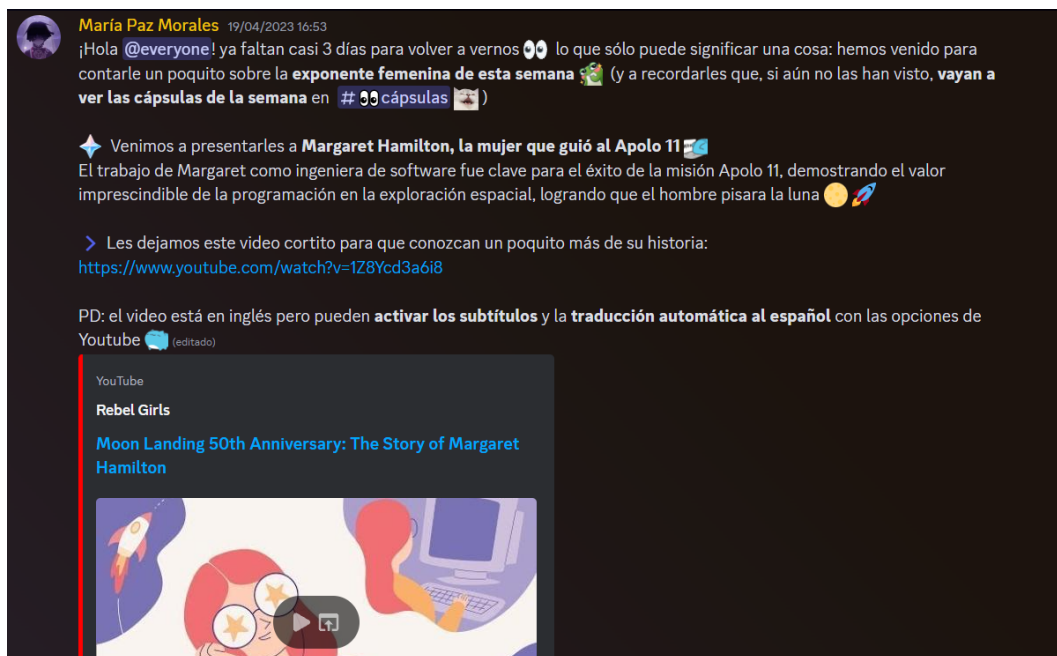 María Paz Morales 19/04/2023 16:53
¡Hola @everyone! ya faltan casi 3 días para volver a vernos 👀 lo que sólo puede significar una cosa: hemos venido para
contarle un poquito sobre la exponente femenina de esta semana (y a recordarles que, si aún no las han visto, vayan a
ver las cápsulas de la semana en # 👀cápsulas )
Venimos a presentarles a Margaret Hamilton, la mujer que guió al Apolo 11
El trabajo de Margaret como ingeniera de software fue clave para el éxito de la misión Apolo 11, demostrando el valor
imprescindible de la programación en la exploración espacial, logrando que el hombre pisara la luna 🌕 🚀
Les dejamos este video cortito para que conozcan un poquito más de su historia:
https://www.youtube.com/watch?v=1Z8Ycd3a6i8
PD: el video está en inglés pero pueden activar los subtítulos y la traducción automática al español con las opciones de
Youtube (editado)
YouTube
Rebel Girls
Moon Landing 50th Anniversary: The Story of Margaret
Hamilton